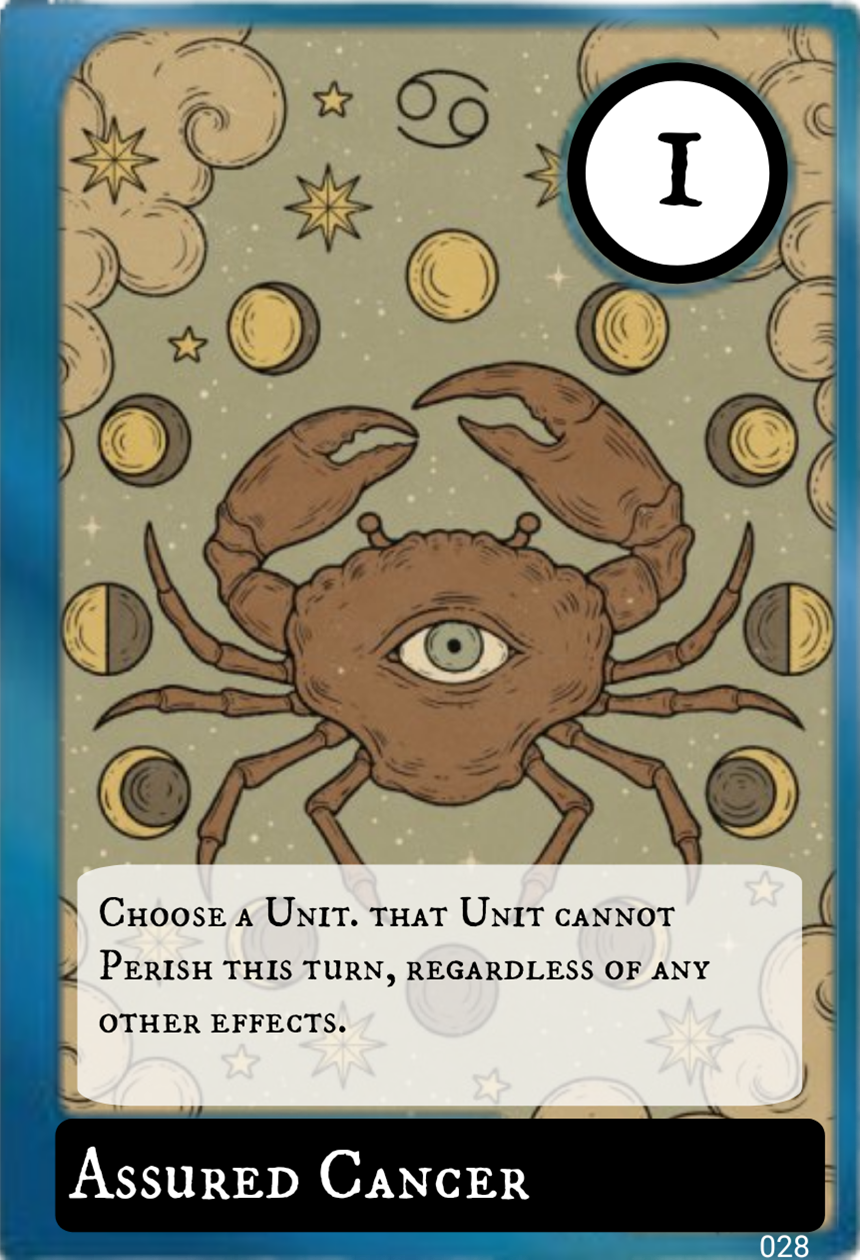 I
Choose a Unit. that Unit cannot
Perish this turn, regardless of any
other effects.
Assured Cancer
028